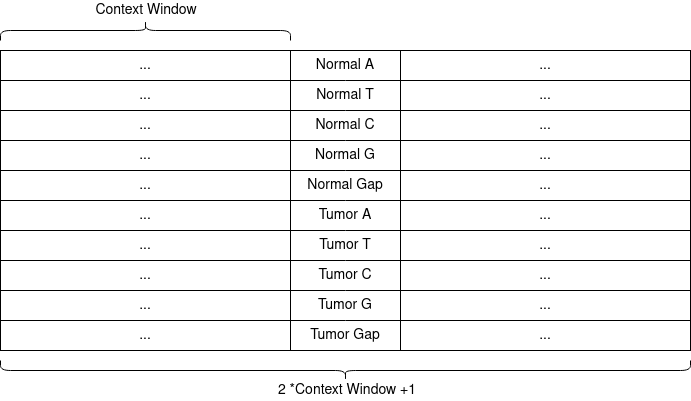 Context Window
... Normal A ...
... Normal T ...
... Normal C ...
... Normal G ...
... Normal Gap ...
... Tumor A ...
... Tumor T ...
... Tumor C ...
... Tumor G ...
... Tumor Gap ...
2 *Context Window +1